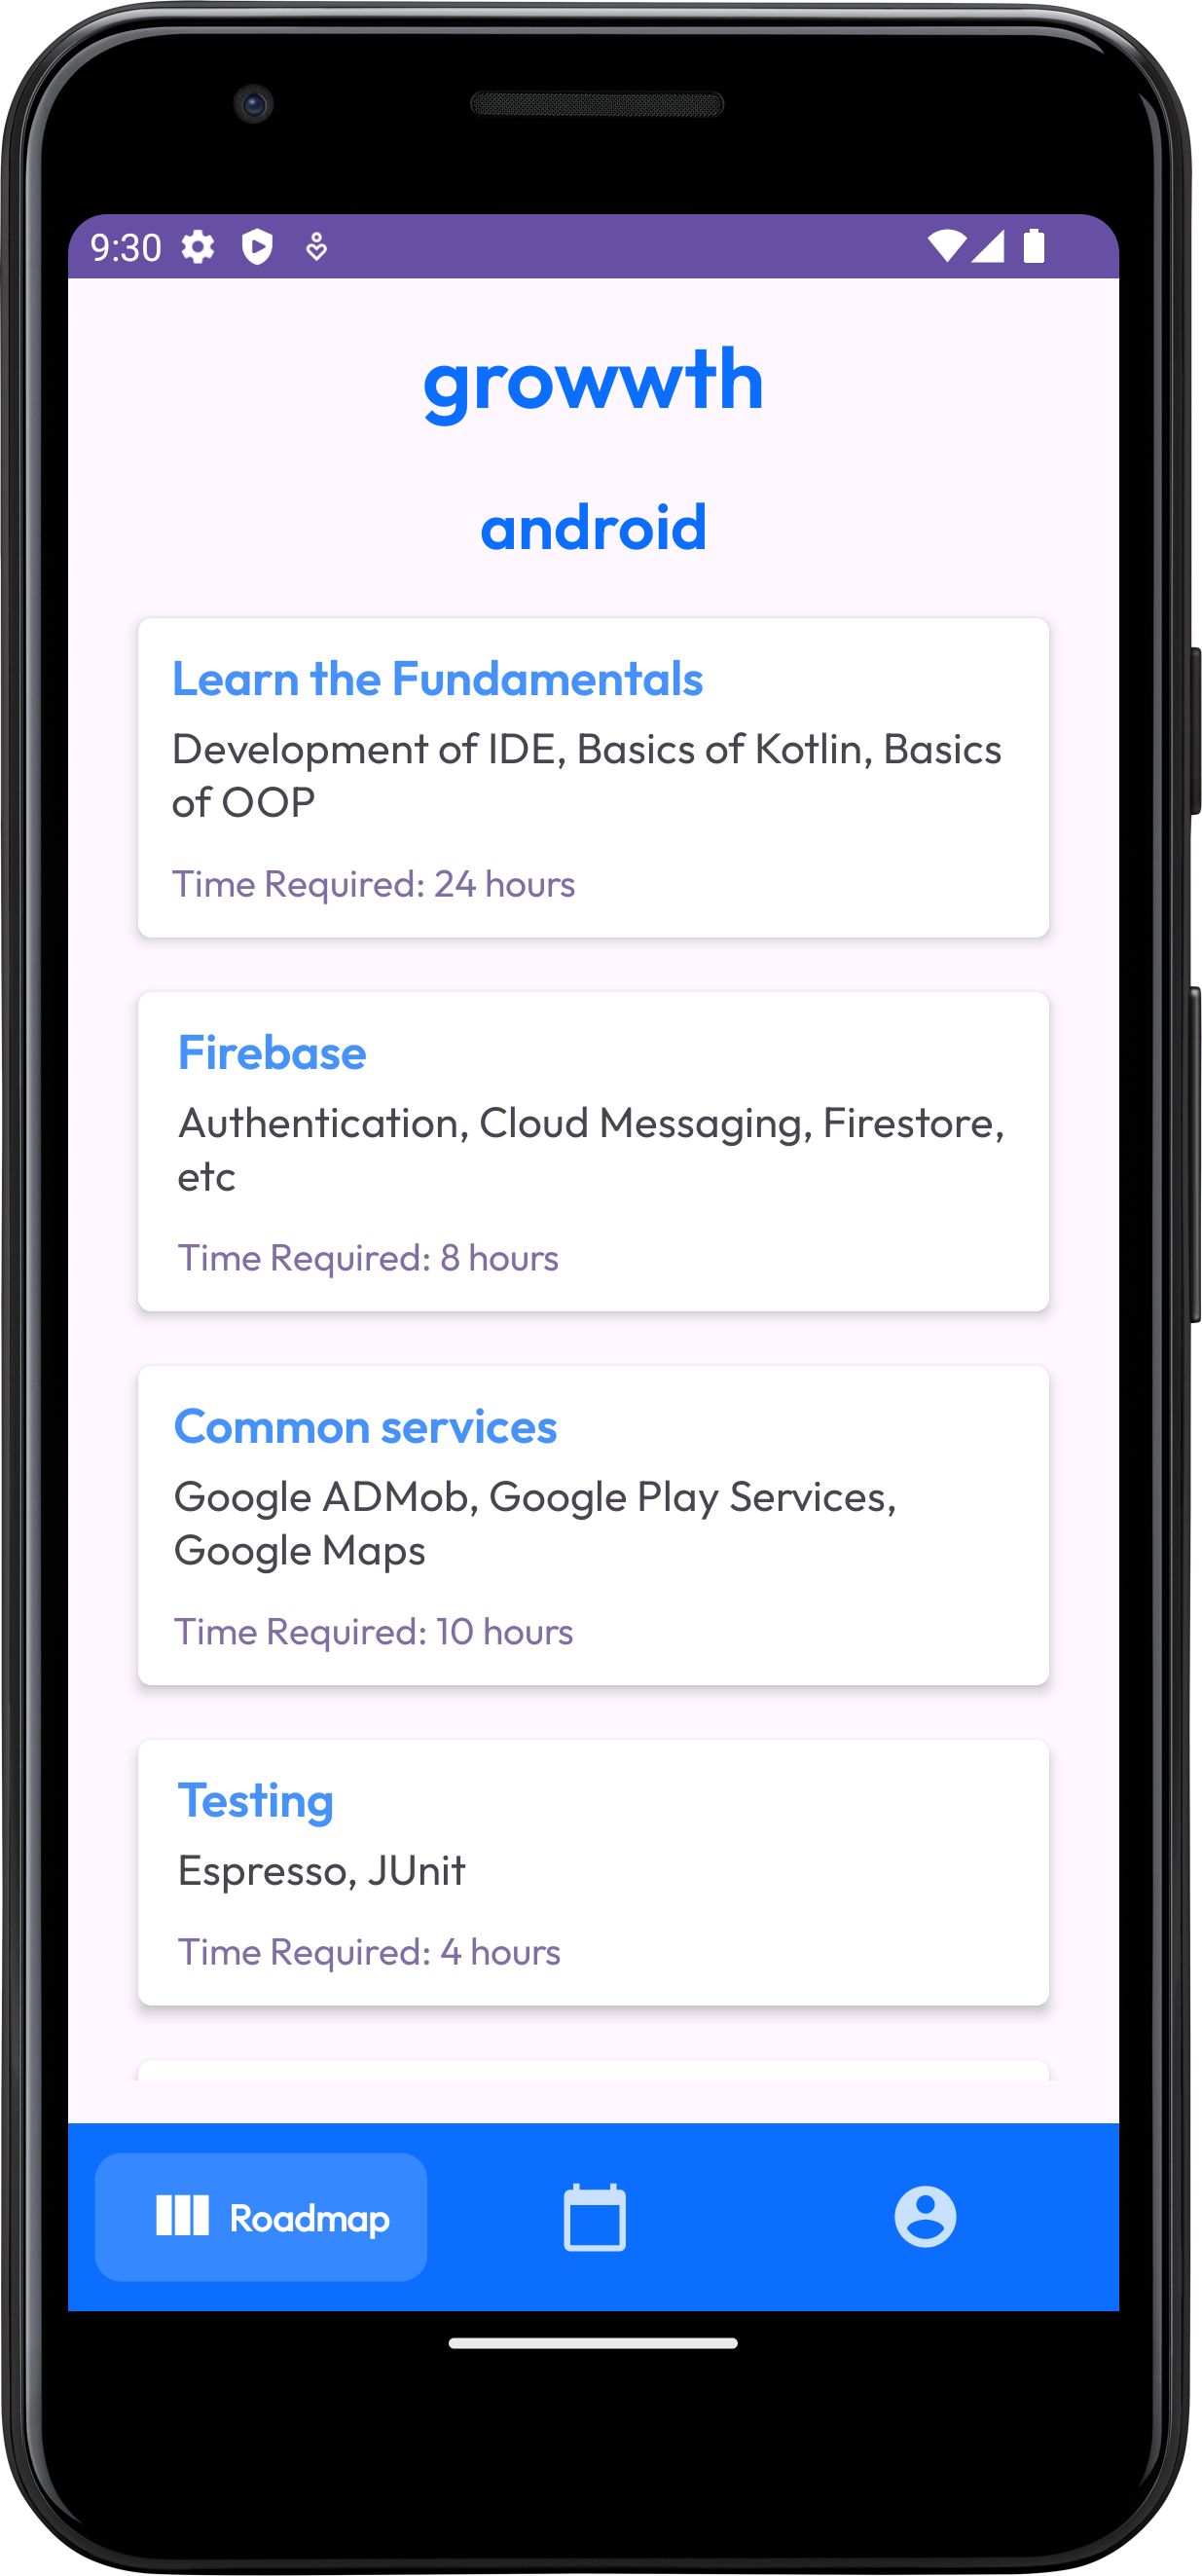 9:30
growwth
android
Learn the Fundamentals
Development of IDE, Basics of Kotlin, Basics
of OOP
Time Required: 24 hours
Firebase
Authentication, Cloud Messaging, Firestore,
etc
Time Required: 8 hours
Common services
Google ADMob, Google Play Services,
Google Maps
Time Required: 10 hours
Testing
Espresso, JUnit
Time Required: 4 hours
Roadmap